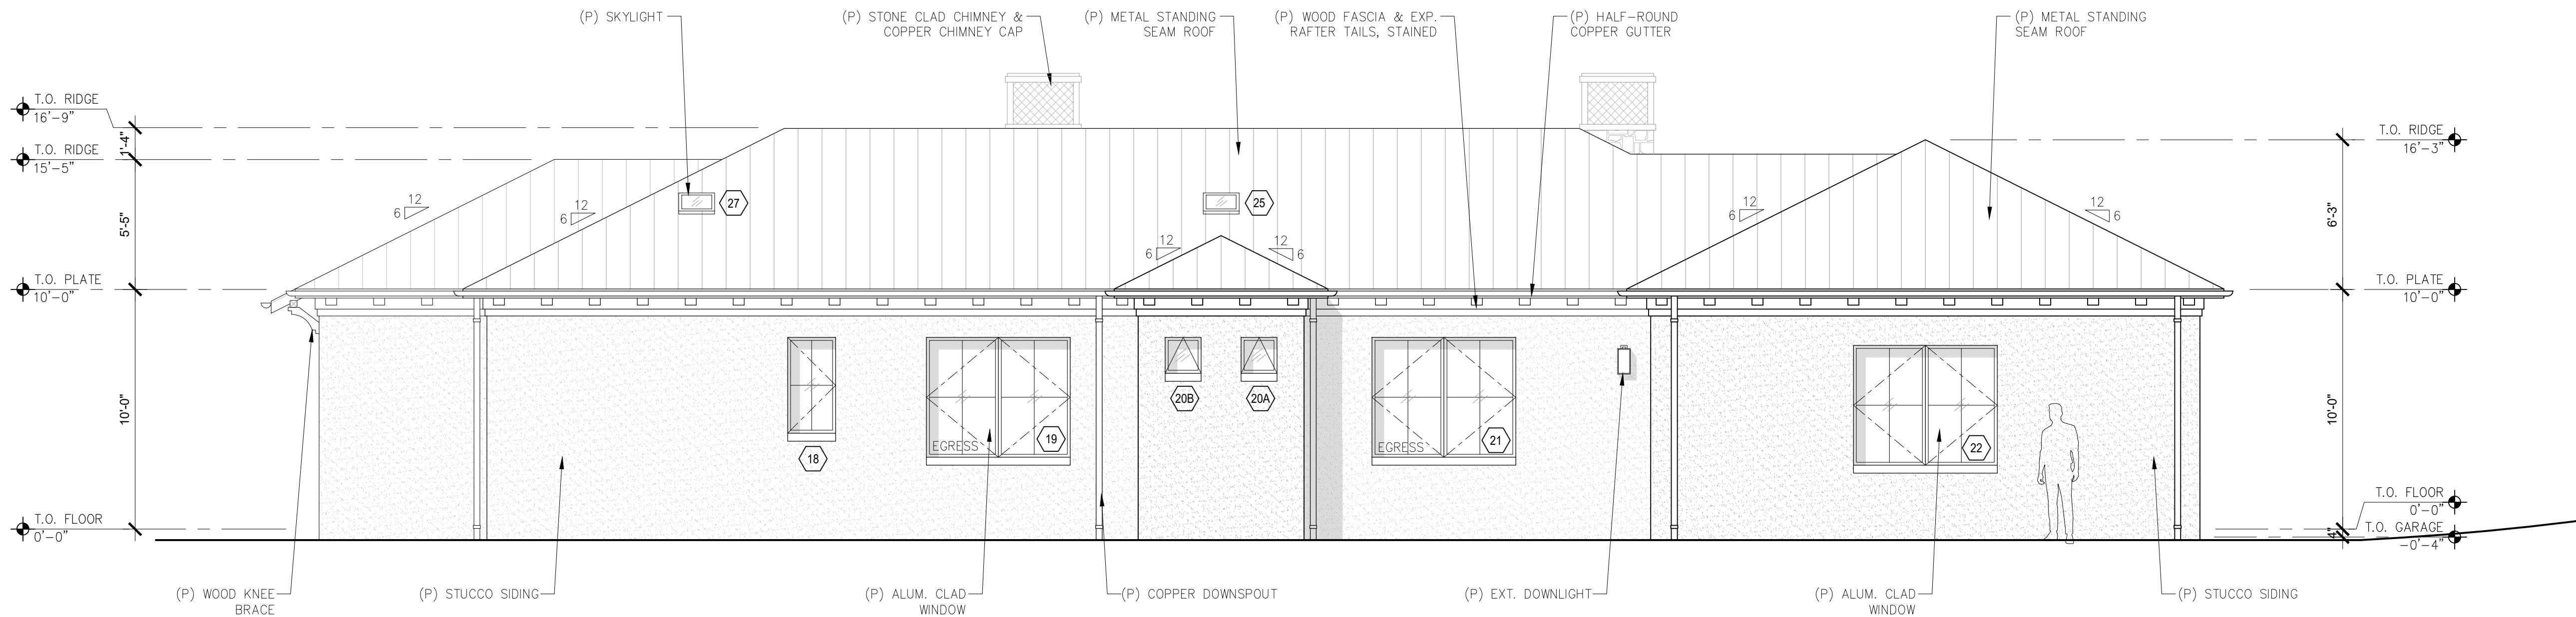 (P) SKYLIGHT
(P) STONE CLAD CHIMNEY &
COPPER CHIMNEY CAP
(P) METAL STANDING
SEAM ROOF
(P) WOOD FASCIA & EXP.
RAFTER TAILS, STAINED
(P) HALF-ROUND
COPPER GUTTER
(P) METAL STANDING
SEAM ROOF
T.O. RIDGE
16'-9"
1'-4"
T.O. RIDGE
15'-5"
5'-5"
T.O. PLATE
10'-0"
10'-0"
T.O. FLOOR
0'-0"
12
6
12
6
27
25
12
6
12
6
12
6
12
6
T.O. RIDGE
16'-3"
6'-3"
T.O. PLATE
10'-0"
10'-0"
T.O. FLOOR
0'-0"
T.O. GARAGE
-0'-4"
4"
18
EGRESS
19
20B
20A
EGRESS
21
22
(P) WOOD KNEE
BRACE
(P) STUCCO SIDING
(P) ALUM. CLAD
WINDOW
(P) COPPER DOWNSPOUT
(P) EXT. DOWNLIGHT
(P) ALUM. CLAD
WINDOW
(P) STUCCO SIDING